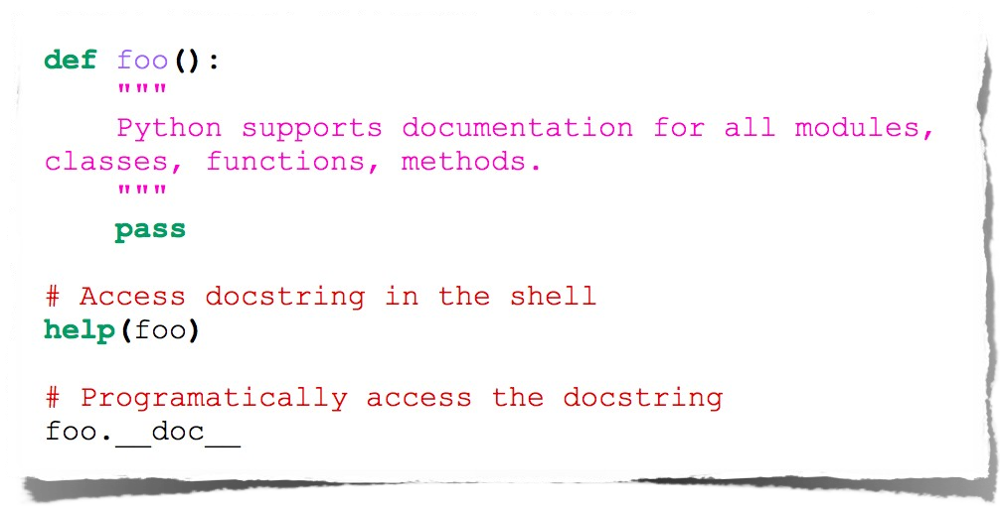 def foo():
    """
    Python supports documentation for all modules,
classes, functions, methods.
    """
    pass

# Access docstring in the shell
help(foo)

# Programatically access the docstring
foo.__doc__